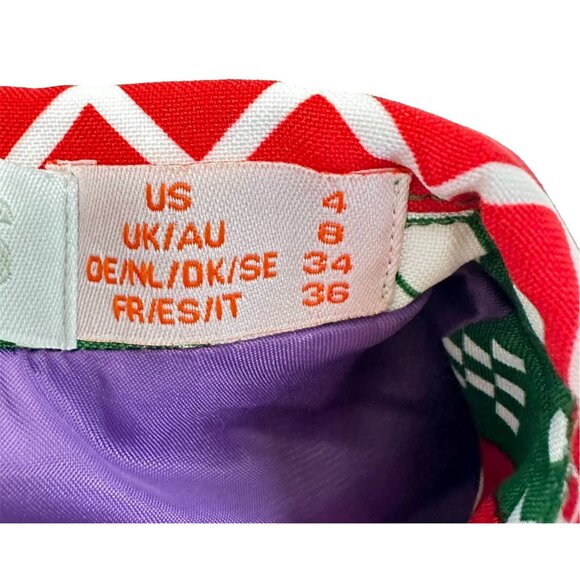 US 4
UK/AU 8
DE/NL/DK/SE 34
FR/ES/IT 36